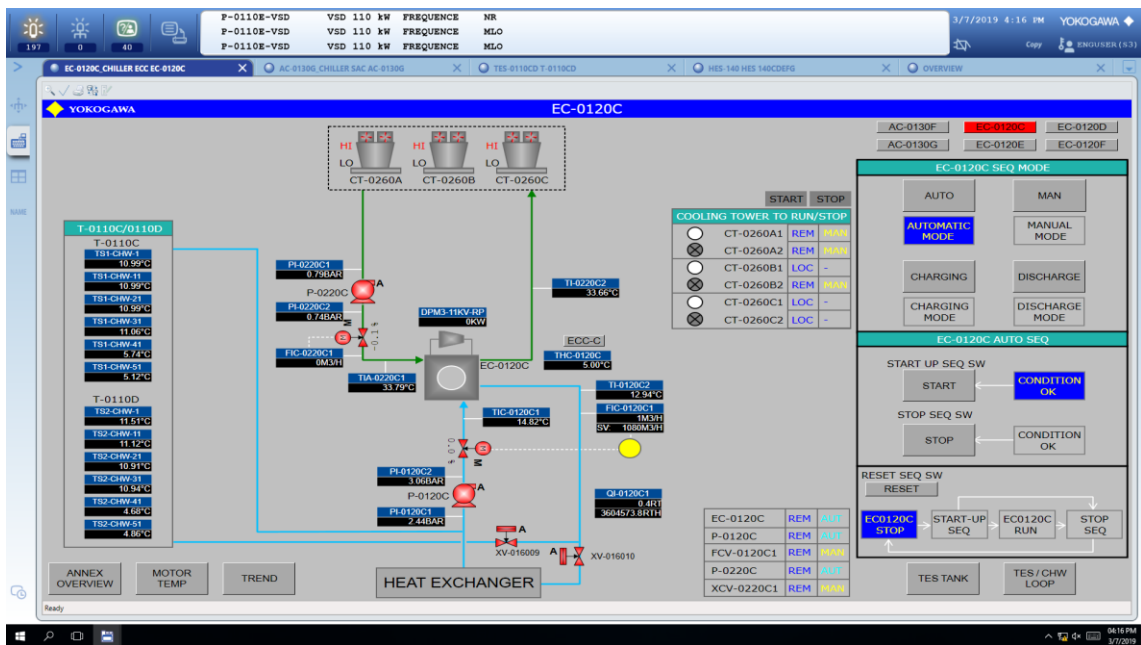 P-0110E-VSD VSD 110 kW FREQUENCE NR
P-0110E-VSD VSD 110 kW FREQUENCE MLO
P-0110E-VSD VSD 110 kW FREQUENCE MLO
197 0 40
3/7/2019 4:16 PM YOKOGAWA
Copy ENGUSER (S3)
EC-0120C_CHILLER ECC EC-0120C X
AC-0130G_CHILLER SAC AC-0130G X
TES-0110CD T-0110CD X
HES-140 HES 140CDEFG X
OVERVIEW X
NAME
YOKOGAWA EC-0120C
AC-0130F EC-0120C EC-0120D
AC-0130G EC-0120E EC-0120F
HI HI HI
LO LO LO
CT-0260A CT-0260B CT-0260C
T-0110C/0110D
T-0110C
TS1-CHW-1
10.99°C
TS1-CHW-11
10.99°C
TS1-CHW-21
10.99°C
TS1-CHW-31
11.06°C
TS1-CHW-41
5.74°C
TS1-CHW-51
5.12°C
T-0110D
TS2-CHW-1
11.51°C
TS2-CHW-11
11.12°C
TS2-CHW-21
10.91°C
TS2-CHW-31
10.94°C
TS2-CHW-41
4.68°C
TS2-CHW-51
4.86°C
PI-0220C1
0.79BAR
P-0220C A
PI-0220C2
0.74BAR
M
-0.1 %
FIC-0220C1
0M3/H
TIA-0220C1
33.79°C
DPM3-11KV-RP
0KW
EC-0120C
TI-0220C2
33.66°C
ECC-C
THC-0120C
5.00°C
TI-0120C2
12.94°C
FIC-0120C1
1M3/H
SV: 1080M3/H
TIC-0120C1
14.82°C
0.0 %
M
PI-0120C2
3.06BAR
P-0120C A
PI-0120C1
2.44BAR
QI-0120C1
0.4RT
3604573.8RTH
A
XV-016009
A XV-016010
HEAT EXCHANGER
START STOP
COOLING TOWER TO RUN/STOP
CT-0260A1 REM MAN
CT-0260A2 REM MAN
CT-0260B1 LOC -
CT-0260B2 REM MAN
CT-0260C1 LOC -
CT-0260C2 LOC -
EC-0120C REM AUT
P-0120C REM AUT
FCV-0120C1 REM MAN
P-0220C REM AUT
XCV-0220C1 REM MAN
EC-0120C SEQ MODE
AUTO MAN
AUTOMATIC MODE MANUAL MODE
CHARGING DISCHARGE
CHARGING MODE DISCHARGE MODE
EC-0120C AUTO SEQ
START UP SEQ SW
START CONDITION OK
STOP SEQ SW
STOP CONDITION OK
RESET SEQ SW
RESET
EC0120C STOP START-UP SEQ EC0120C RUN STOP SEQ
ANNEX OVERVIEW MOTOR TEMP TREND
TES TANK TES / CHW LOOP
Ready
04:16 PM
3/7/2019